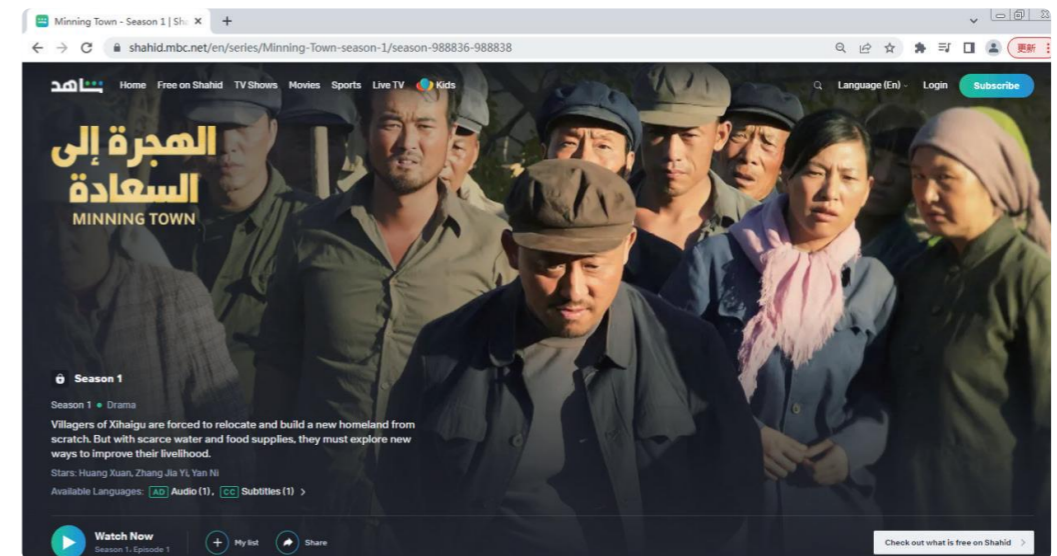 Minning Town - Season 1 | Sha
shahid.mbc.net/en/series/Minning-Town-season-1/season-988836-988838
更新
شاهد Home Free on Shahid TV Shows Movies Sports Live TV Kids Language (En) Login Subscribe
الهجرة إلى
السعادة
MINNING TOWN
Season 1
Season 1 • Drama
Villagers of Xihaigu are forced to relocate and build a new homeland from
scratch. But with scarce water and food supplies, they must explore new
ways to improve their livelihood.
Stars: Huang Xuan, Zhang Jia Yi, Yan Ni
Available Languages: AD Audio (1), CC Subtitles (1) >
Watch Now
Season 1, Episode 1
My list
Share
Check out what is free on Shahid >